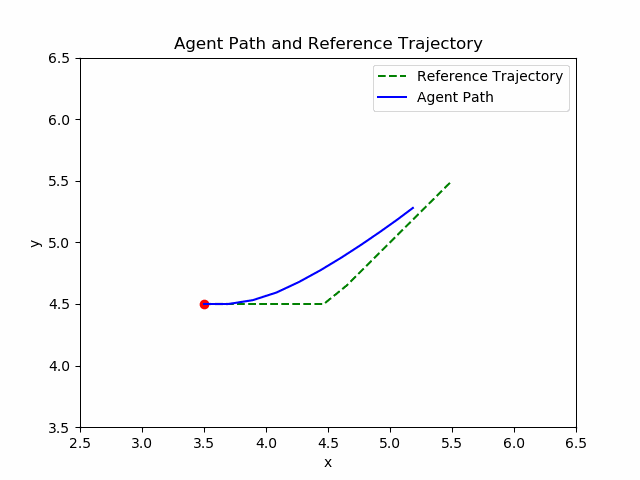 Agent Path and Reference Trajectory
Reference Trajectory
Agent Path
6.5
6.0
5.5
5.0
4.5
4.0
3.5
y
2.5 3.0 3.5 4.0 4.5 5.0 5.5 6.0 6.5
x